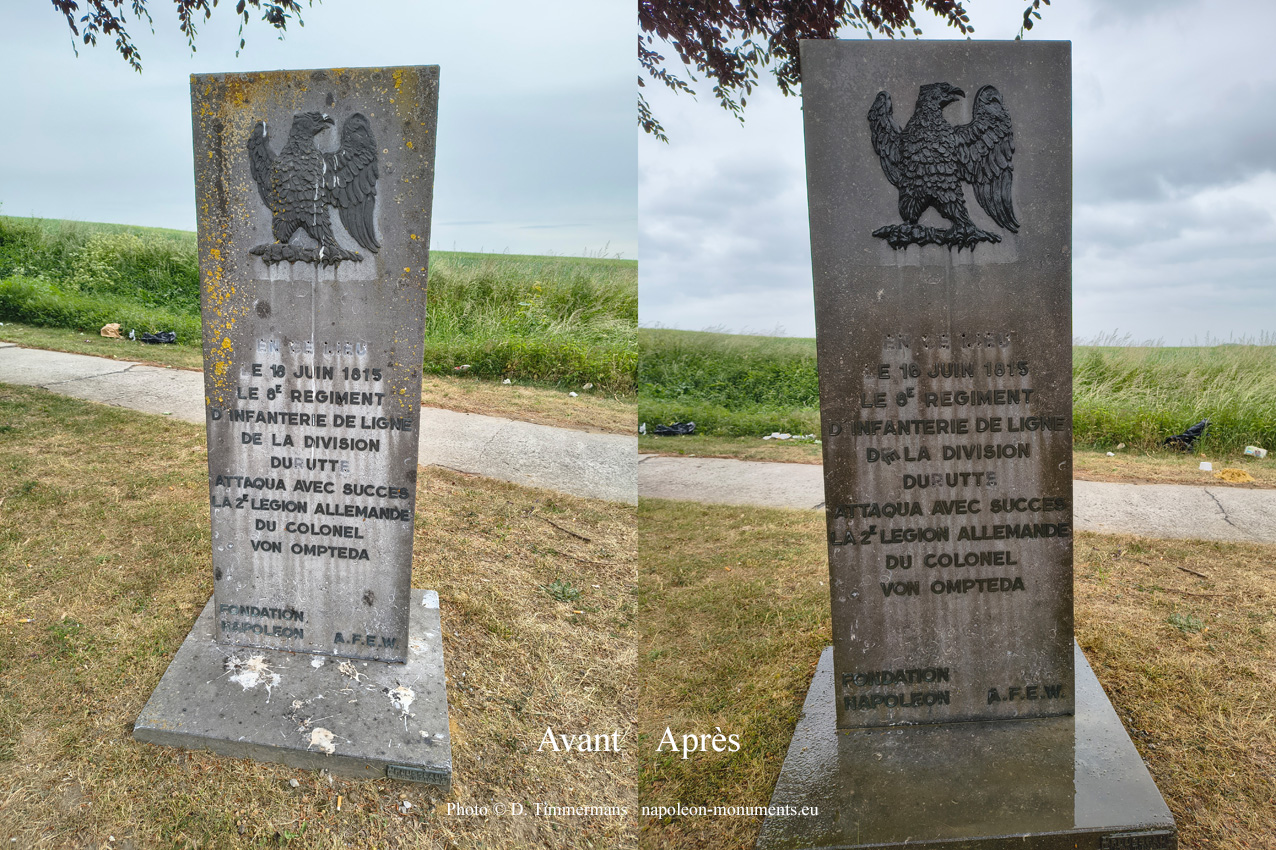 EN CE LIEU
E 18 JUIN 1815
LE 8E REGIMENT
D'INFANTERIE DE LIGNE
DE LA DIVISION
DURUTTE
ATTAQUA AVEC SUCCES
LA 2E LEGION ALLEMANDE
DU COLONEL
VON OMPTEDA
FONDATION
NAPOLEON A.F.E.W.
EN CE LIEU
E 18 JUIN 1815
LE 8E REGIMENT
D'INFANTERIE DE LIGNE
DE LA DIVISION
DURUTTE
ATTAQUA AVEC SUCCES
LA 2E LEGION ALLEMANDE
DU COLONEL
VON OMPTEDA
FONDATION
NAPOLEON A.F.E.W.
Avant Après
Photo © D. Timmermans napoleon-monuments.eu